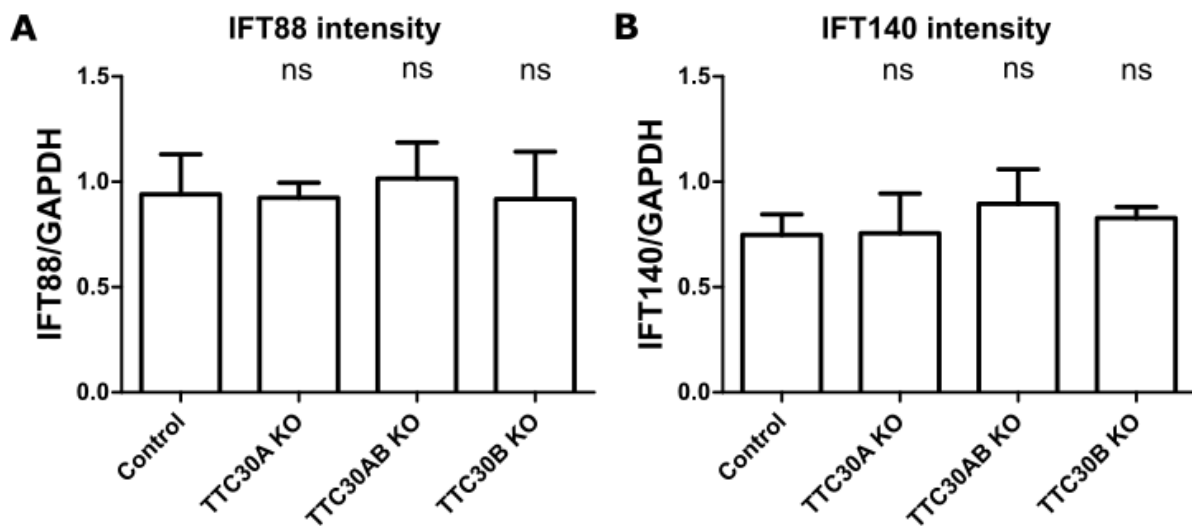 A
IFT88 intensity
ns ns ns
1.5
1.0
0.5
0.0
IFT88/GAPDH
Control
TTC30A KO
TTC30AB KO
TTC30B KO
B
IFT140 intensity
ns ns ns
1.5
1.0
0.5
0.0
IFT140/GAPDH
Control
TTC30A KO
TTC30AB KO
TTC30B KO